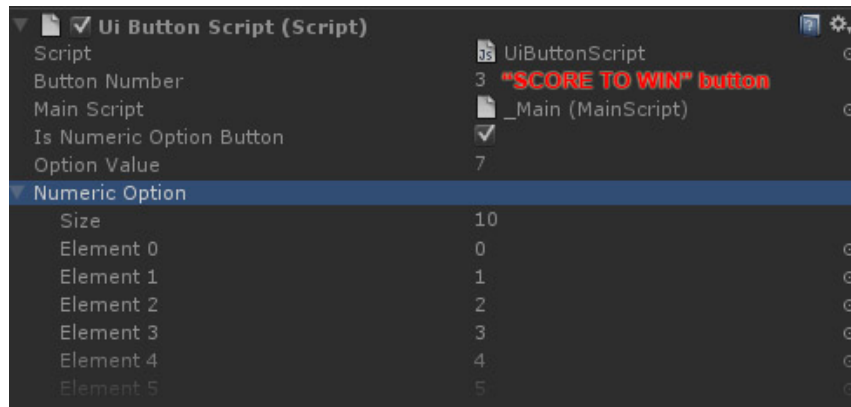 Ui Button Script (Script)
Script JS UiButtonScript
Button Number 3 "SCORE TO WIN" button
Main Script _Main (MainScript)
Is Numeric Option Button
Option Value 7
Numeric Option
Size 10
Element 0 0
Element 1 1
Element 2 2
Element 3 3
Element 4 4
Element 5 5